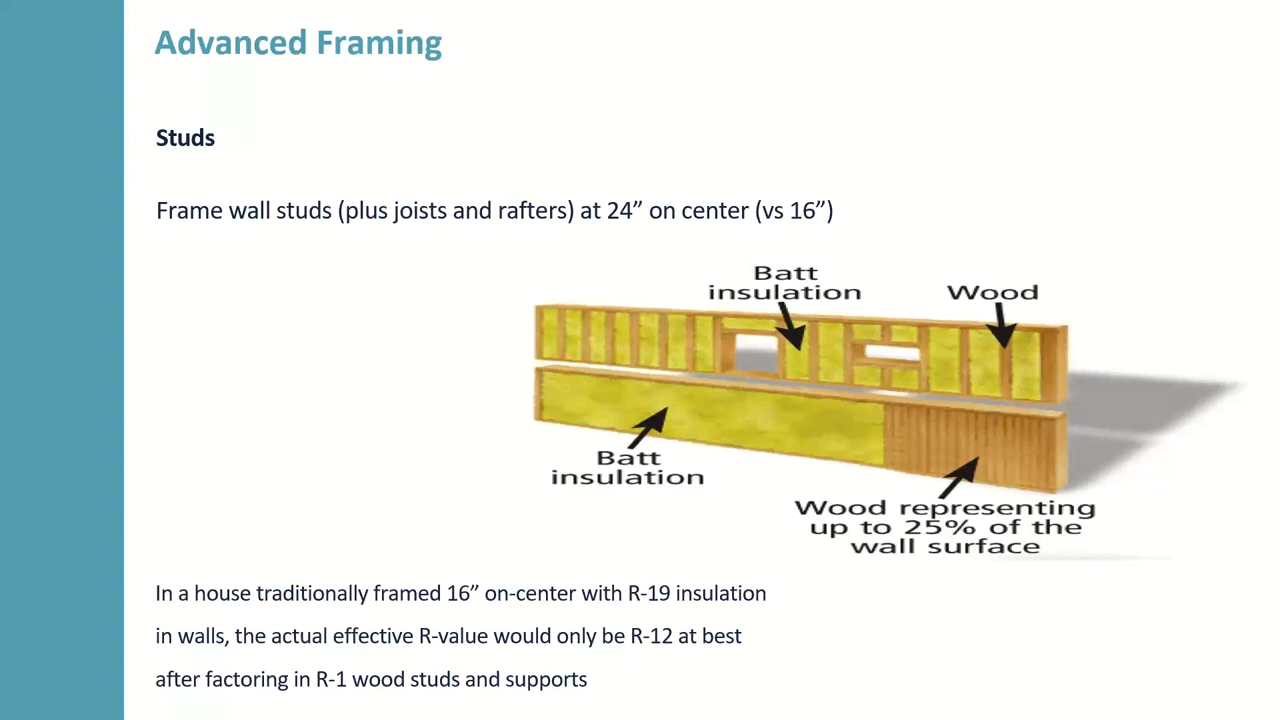 Advanced Framing
Studs
Frame wall studs (plus joists and rafters) at 24” on center (vs 16”)
Batt
insulation
Wood
Batt
insulation
Wood representing
up to 25% of the
wall surface
In a house traditionally framed 16” on-center with R-19 insulation
in walls, the actual effective R-value would only be R-12 at best
after factoring in R-1 wood studs and supports